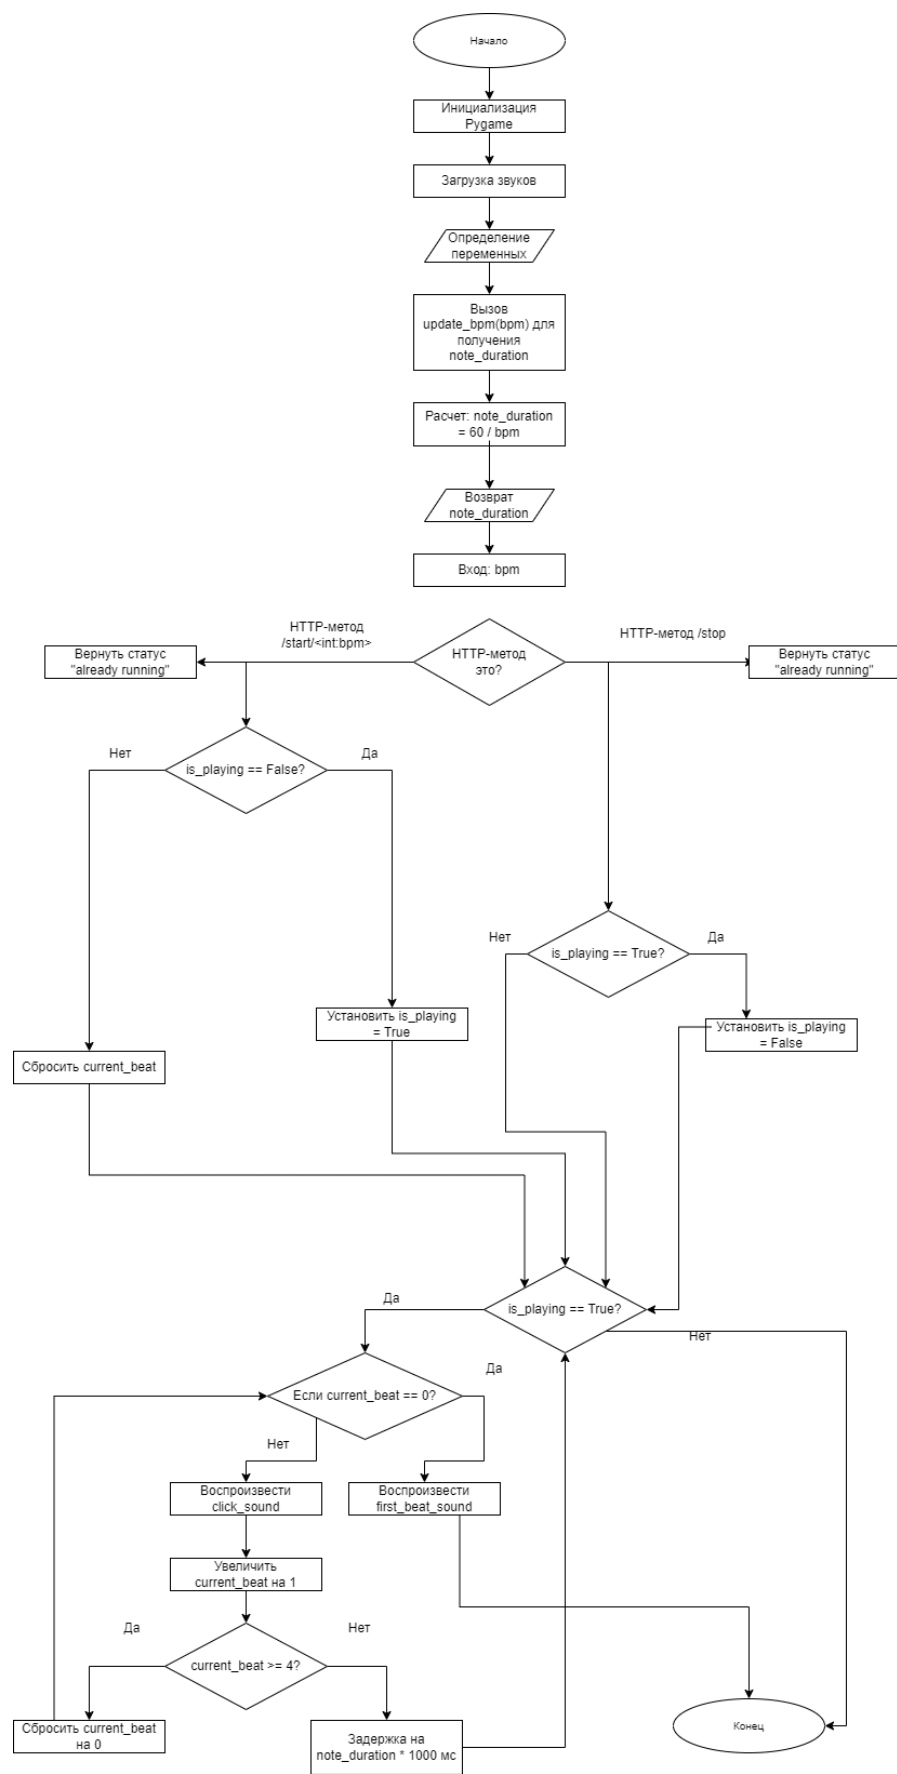 Начало
Инициализация
Pygame
Загрузка звуков
Определение
переменных
Вызов
update_bpm(bpm) для
получения
note_duration
Расчет: note_duration
= 60 / bpm
Возврат
note_duration
Вход: bpm
HTTP-метод
/start/<int:bpm>
HTTP-метод /stop
Вернуть статус
"already running"
HTTP-метод
это?
Вернуть статус
"already running"
Нет
Да
is_playing == False?
Нет
Да
is_playing == True?
Установить is_playing
= True
Установить is_playing
= False
Сбросить current_beat
is_playing == True?
Да
Нет
Если current_beat == 0?
Да
Нет
Воспроизвести
click_sound
Воспроизвести
first_beat_sound
Увеличить
current_beat на 1
Да
Нет
current_beat >= 4?
Сбросить current_beat
на 0
Задержка на
note_duration * 1000 мс
Конец